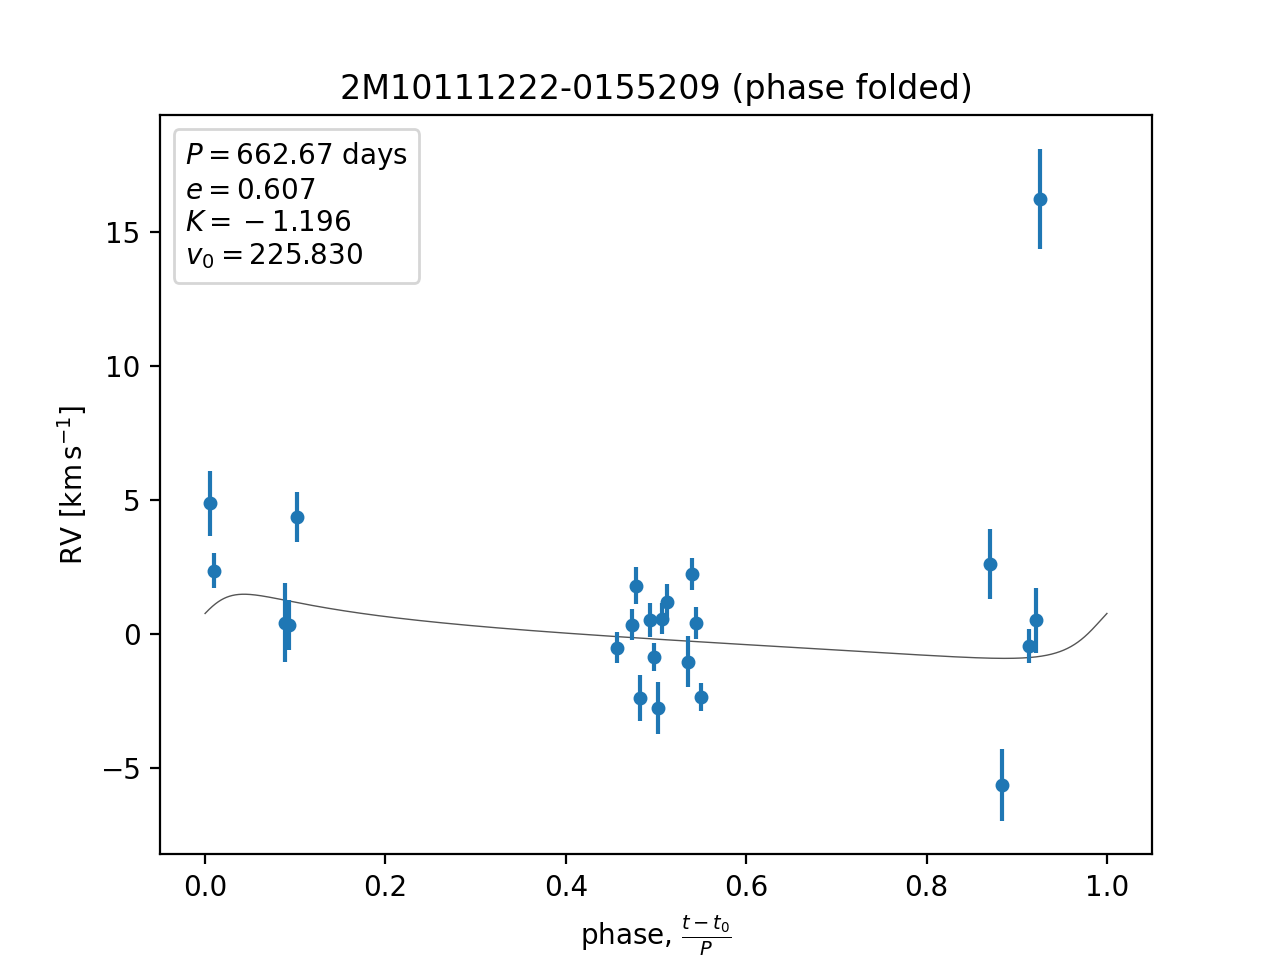 2M10111222-0155209 (phase folded)
P = 662.67 days
e = 0.607
K = −1.196
v₀ = 225.830
15
10
5
0
−5
RV [km s⁻¹]
0.0 0.2 0.4 0.6 0.8 1.0
phase, (t − t₀)/P